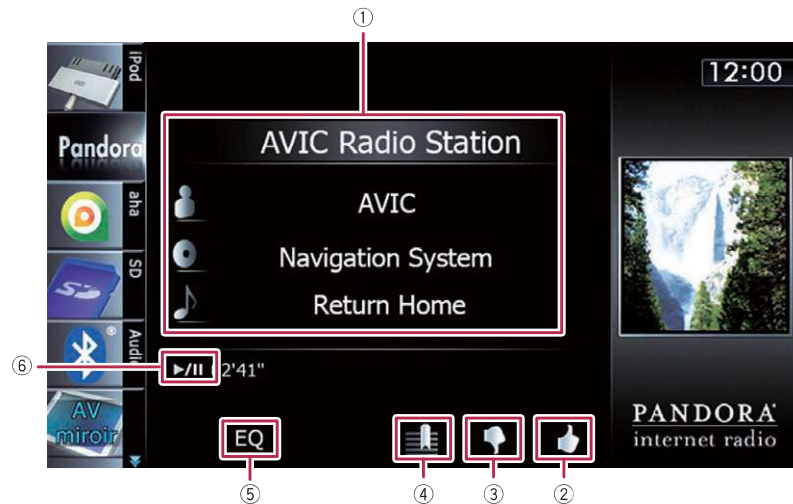 ①
iPod
12:00
Pandora
AVIC Radio Station
aha
AVIC
SD
Navigation System
Return Home
Audio
⑥
►/II 2'41"
AV
miroir
EQ
PANDORA
internet radio
⑤
④
③
②